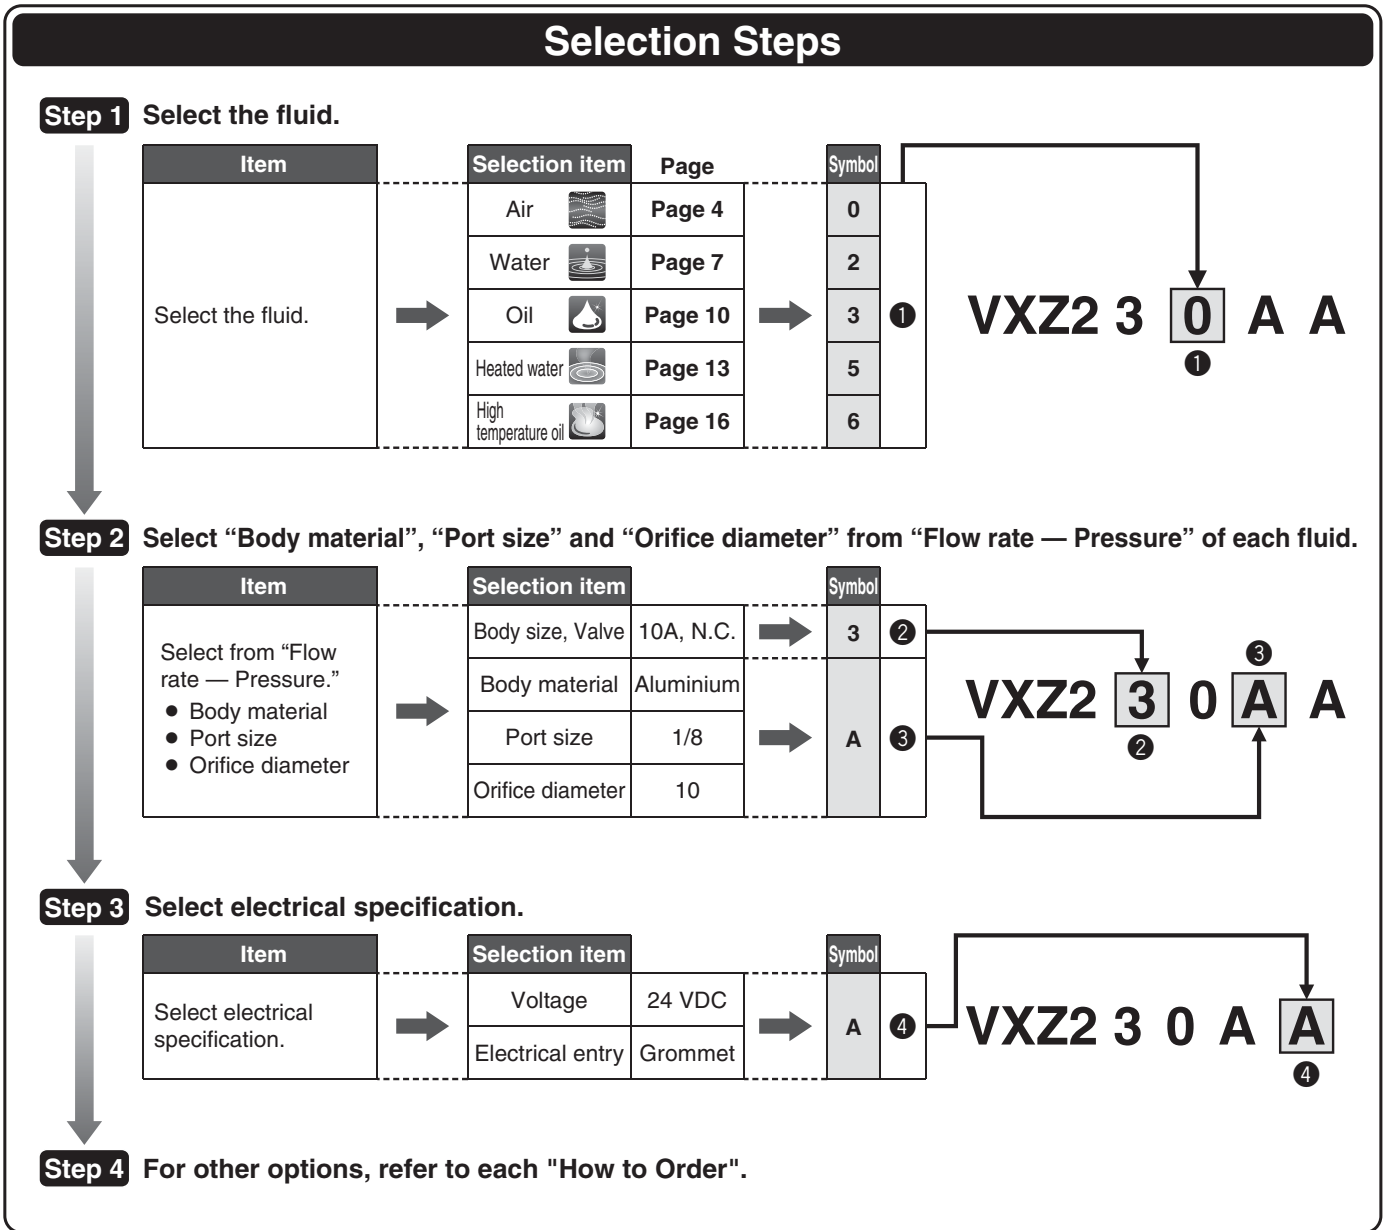 Selection Steps
Step 1 Select the fluid.
Item
Selection item
Page
Symbol
Select the fluid.
Air Page 4 0
Water Page 7 2
Oil Page 10 3
Heated water Page 13 5
High
temperature oil Page 16 6
❶
VXZ2 3 0 A A
❶
Step 2 Select “Body material”, “Port size” and “Orifice diameter” from “Flow rate — Pressure” of each fluid.
Item
Selection item
Symbol
Select from “Flow
rate — Pressure.”
● Body material
● Port size
● Orifice diameter
Body size, Valve 10A, N.C. 3 ❷
Body material Aluminium
Port size 1/8
Orifice diameter 10
A ❸
❸
VXZ2 3 0 A A
❷
Step 3 Select electrical specification.
Item
Selection item
Symbol
Select electrical
specification.
Voltage 24 VDC
Electrical entry Grommet
A ❹
VXZ2 3 0 A A
❹
Step 4 For other options, refer to each "How to Order".